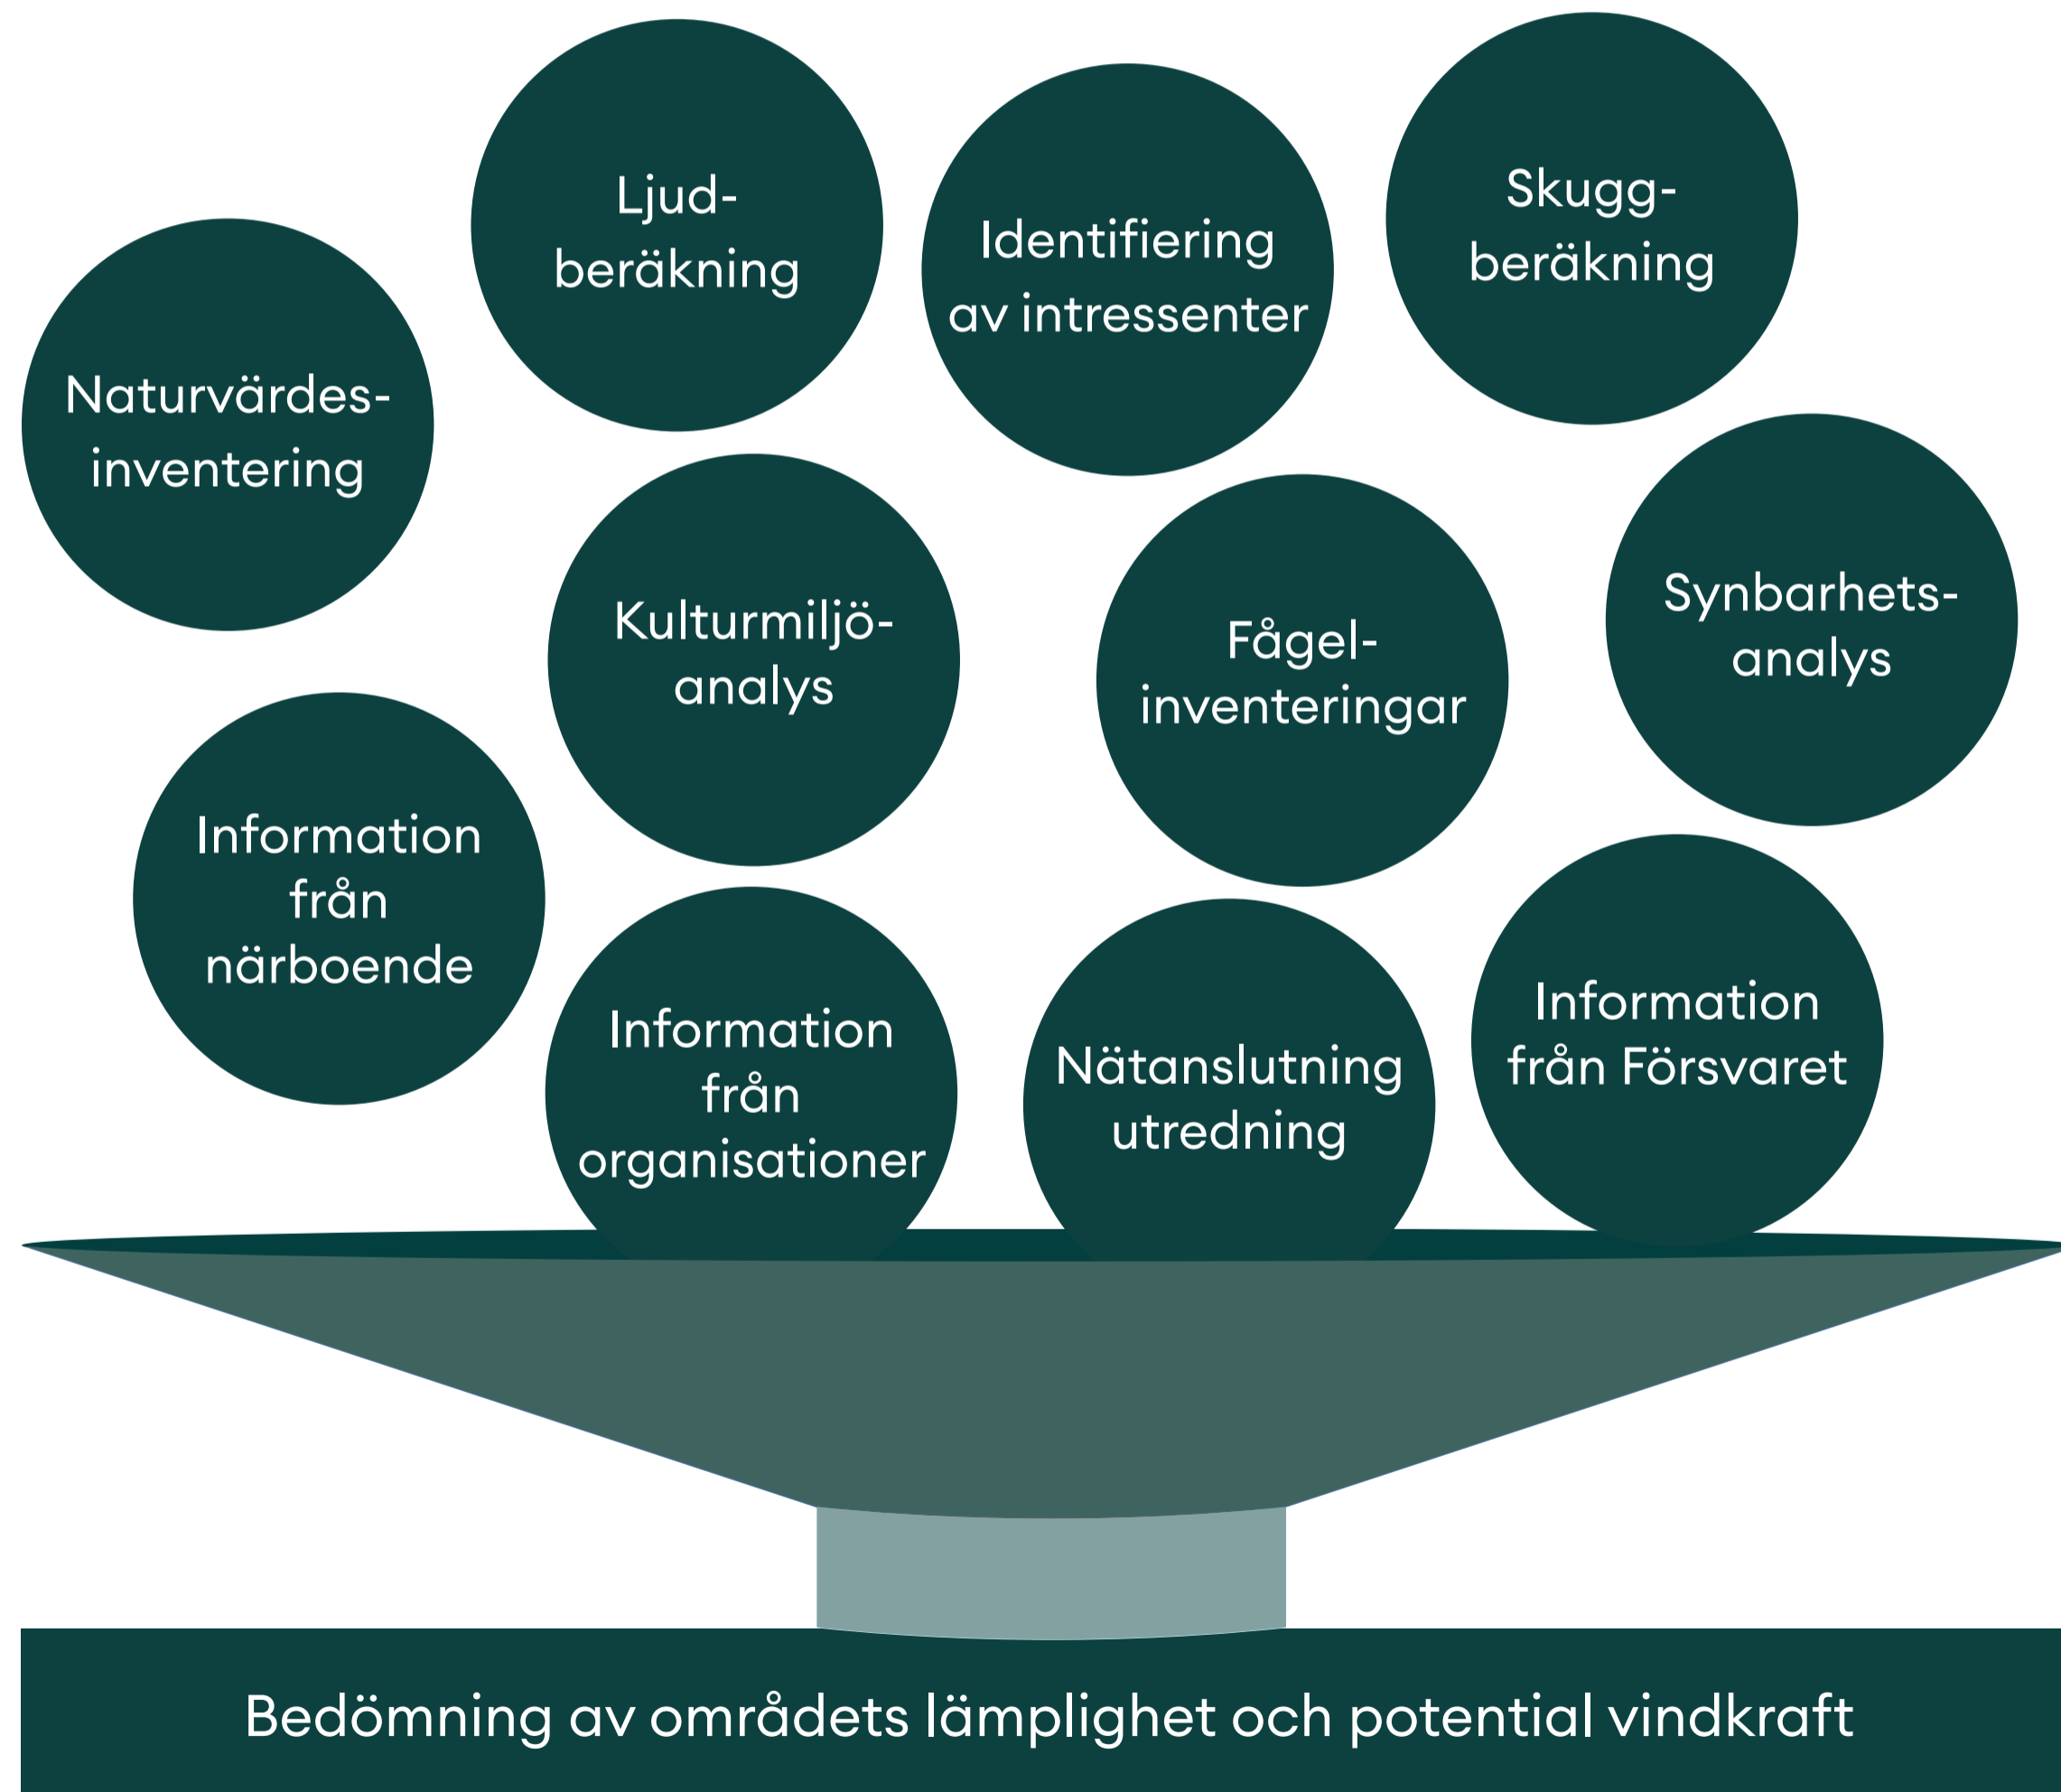 Ljud-
beräkning
Identifiering
av intressenter
Skugg-
beräkning
Naturvärdes-
inventering
Kulturmiljö-
analys
Fågel-
inventeringar
Synbarhets-
analys
Information
från
närboende
Information
från
organisationer
Nätanslutning
utredning
Information
från Försvaret
Bedömning av områdets lämplighet och potential vindkraft